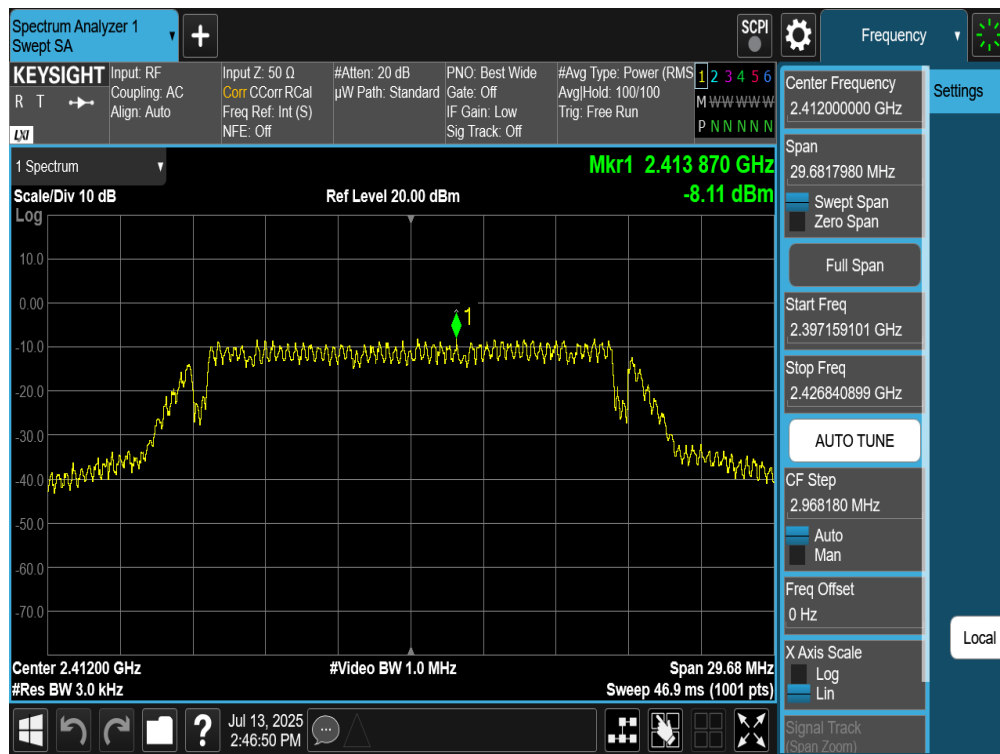 Spectrum Analyzer 1
Swept SA
+
SCPI
Frequency
KEYSIGHT
R T
LXI
Input: RF
Coupling: AC
Align: Auto
Input Z: 50 Ω
Corr CCorr RCal
Freq Ref: Int (S)
NFE: Off
#Atten: 20 dB
µW Path: Standard
PNO: Best Wide
Gate: Off
IF Gain: Low
Sig Track: Off
#Avg Type: Power (RMS
Avg|Hold: 100/100
Trig: Free Run
1 2 3 4 5 6
M W W W W W
P N N N N N
1 Spectrum
Mkr1 2.413 870 GHz
Scale/Div 10 dB
Ref Level 20.00 dBm
-8.11 dBm
Log
10.0
0.00
-10.0
-20.0
-30.0
-40.0
-50.0
-60.0
-70.0
1
Center 2.41200 GHz
#Video BW 1.0 MHz
Span 29.68 MHz
#Res BW 3.0 kHz
Sweep 46.9 ms (1001 pts)
Center Frequency
2.412000000 GHz
Settings
Span
29.6817980 MHz
Swept Span
Zero Span
Full Span
Start Freq
2.397159101 GHz
Stop Freq
2.426840899 GHz
AUTO TUNE
CF Step
2.968180 MHz
Auto
Man
Freq Offset
0 Hz
Local
X Axis Scale
Log
Lin
Signal Track
(Span Zoom)
?
Jul 13, 2025
2:46:50 PM